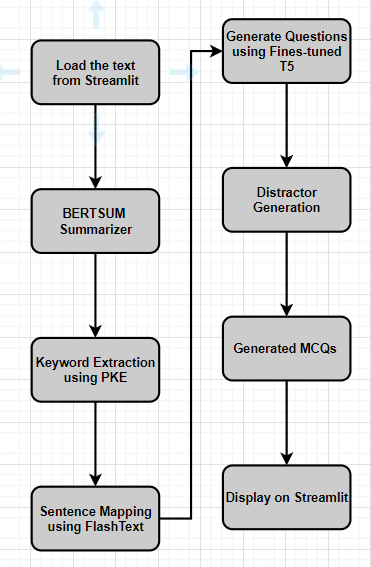 Load the text
from Streamlit
BERTSUM
Summarizer
Keyword Extraction
using PKE
Sentence Mapping
using FlashText
Generate Questions
using Fines-tuned
T5
Distractor
Generation
Generated MCQs
Display on Streamlit